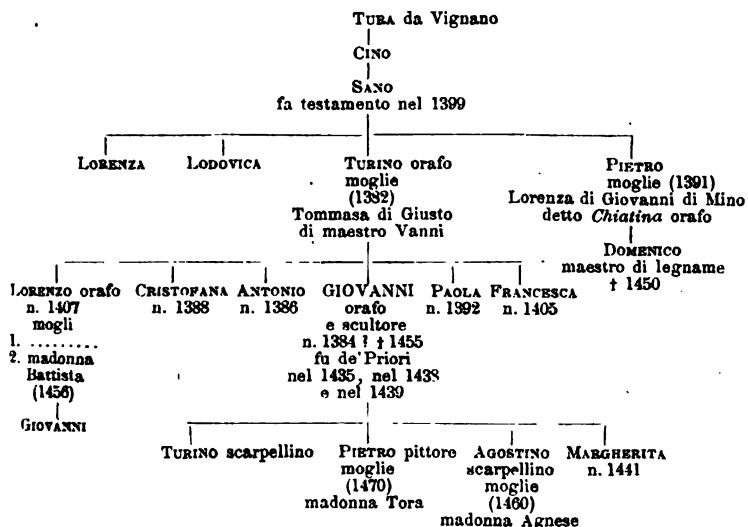 TURA da Vignano
CINO
SANO
fa testamento nel 1399
LORENZA LODOVICA TURINO orafo PIETRO
moglie moglie (1391)
(1382) Lorenza di Giovanni di Mino
Tommasa di Giusto detto Chiatina orafo
di maestro Vanni
DOMENICO
maestro di legname
† 1450
LORENZO orafo CRISTOFANA ANTONIO GIOVANNI PAOLA FRANCESCA
n. 1407 n. 1388 n. 1386 orafo n. 1392 n. 1405
mogli e scultore
1. .......... n. 1384 ? † 1455
2. madonna fu de' Priori
Battista nel 1435, nel 1438
(1456) e nel 1439
GIOVANNI
TURINO scarpellino PIETRO pittore AGOSTINO MARGHERITA
moglie scarpellino n. 1441
(1470) moglie
madonna Tora (1460)
madonna Agnese